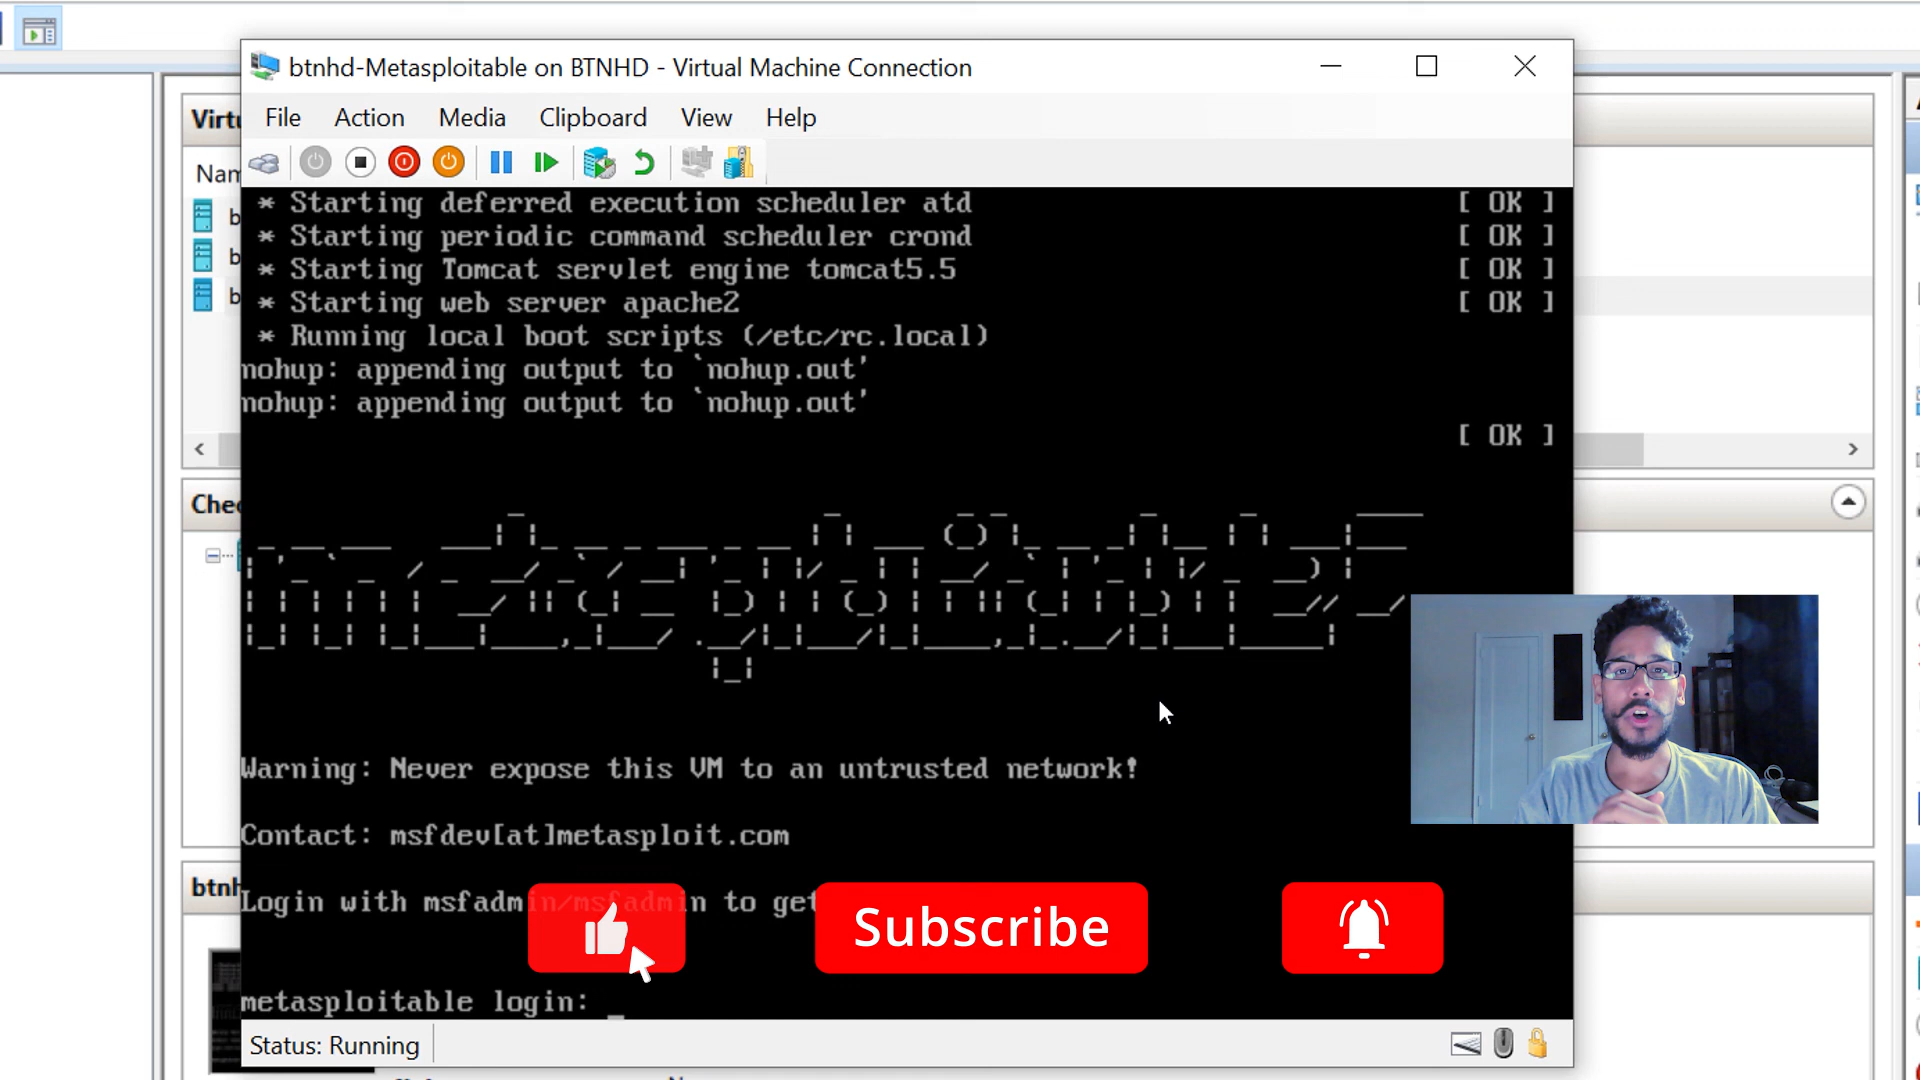 btnhd-Metasploitable on BTNHD - Virtual Machine Connection
File Action Media Clipboard View Help
* Starting deferred execution scheduler atd [ OK ]
* Starting periodic command scheduler crond [ OK ]
* Starting Tomcat servlet engine tomcat5.5 [ OK ]
* Starting web server apache2 [ OK ]
* Running local boot scripts (/etc/rc.local)
nohup: appending output to `nohup.out'
nohup: appending output to `nohup.out'
[ OK ]
metasploitable2
Warning: Never expose this VM to an untrusted network!
Contact: msfdev[at]metasploit.com
Login with msfadmin/msfadmin to get
Subscribe
metasploitable login: _
Status: Running